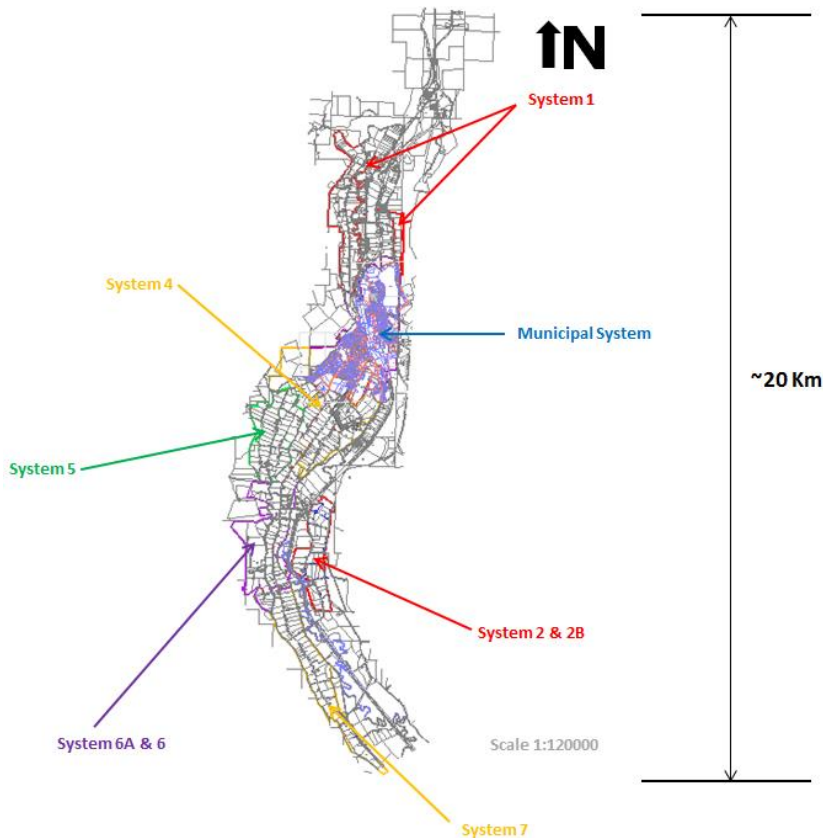 N
System 1
System 4
Municipal System
~20 Km
System 5
System 2 & 2B
System 6A & 6
Scale 1:120000
System 7